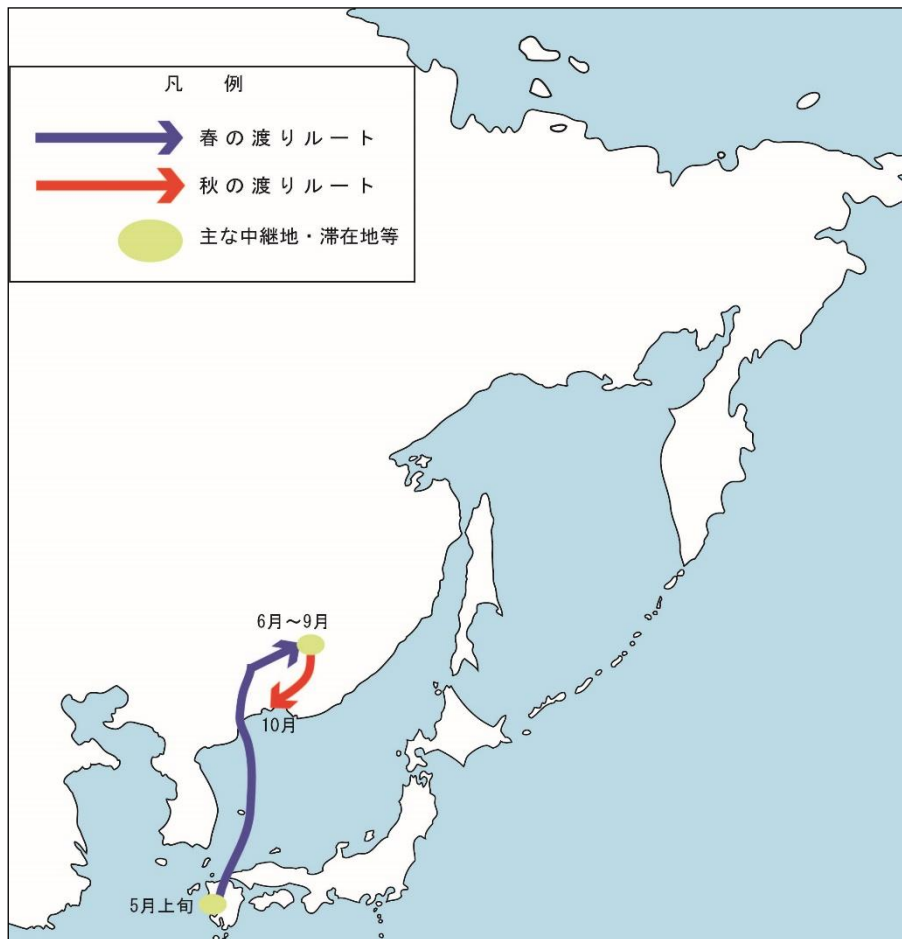 凡　例
春の渡りルート
秋の渡りルート
主な中継地・滞在地等
6月～9月
10月
5月上旬